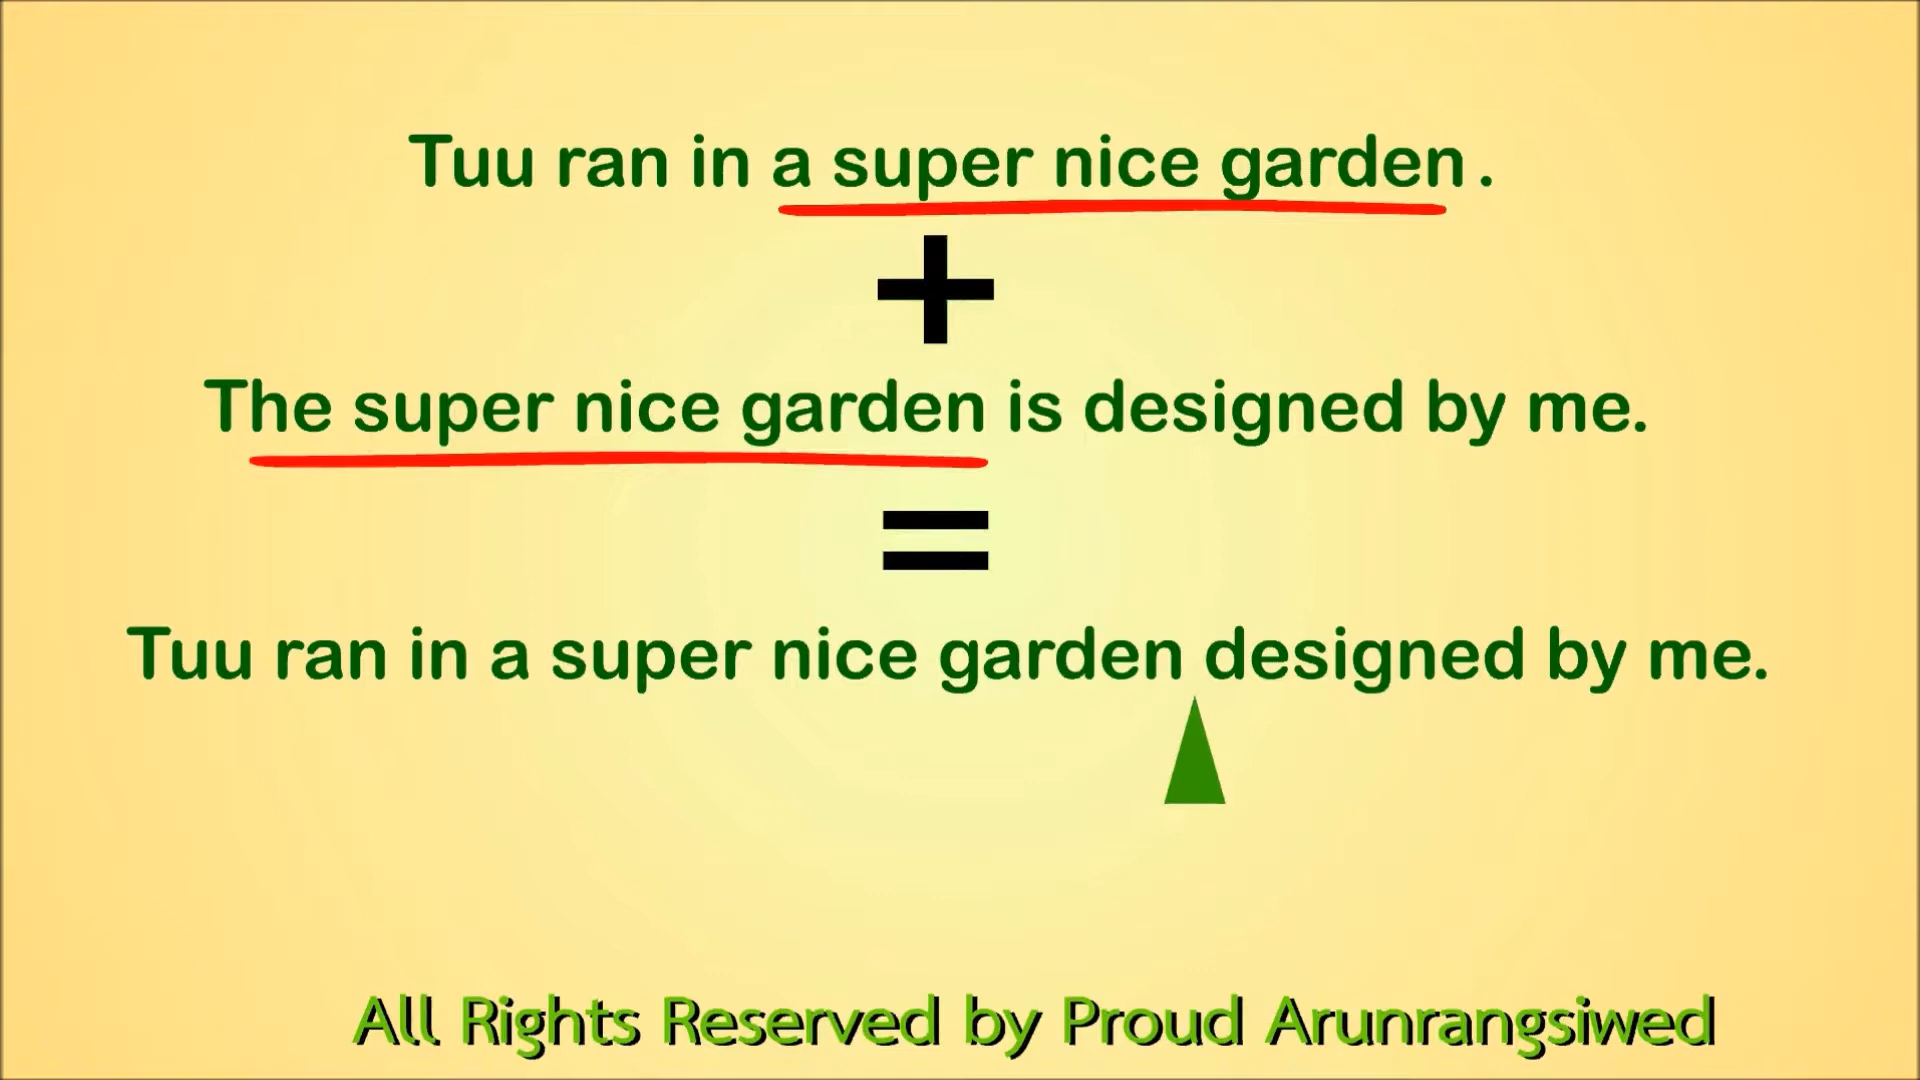 Tuu ran in a super nice garden.
+
The super nice garden is designed by me.
=
Tuu ran in a super nice garden designed by me.
All Rights Reserved by Proud Arunrangsiwed